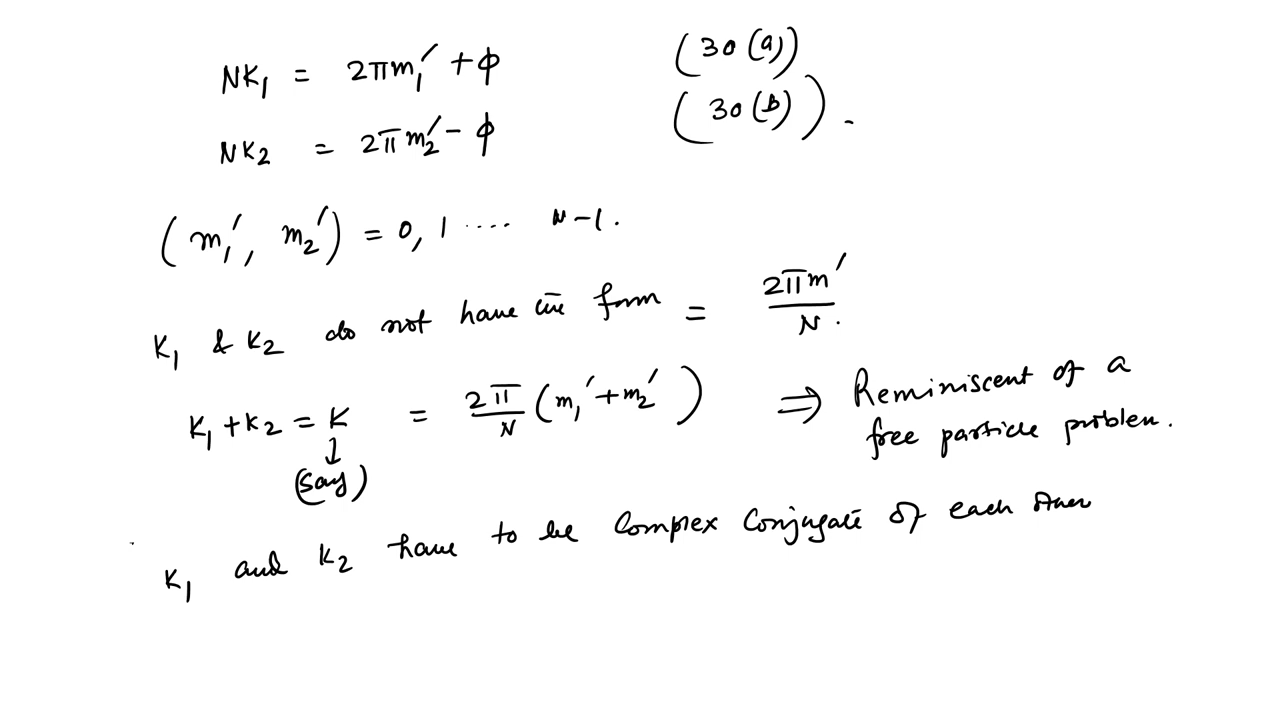 NK₁ = 2πm₁′ + ϕ (30(a))
NK₂ = 2πm₂′ - ϕ (30(b)).
(m₁′, m₂′) = 0, 1 .... N-1.
K₁ & K₂ do not have the form = 2πm′/N.
K₁ + K₂ = K = 2π/N (m₁′ + m₂′) ⇒ Reminiscent of a
free particle problem.
↓
(say)
K₁ and K₂ have to be Complex Conjugate of each other